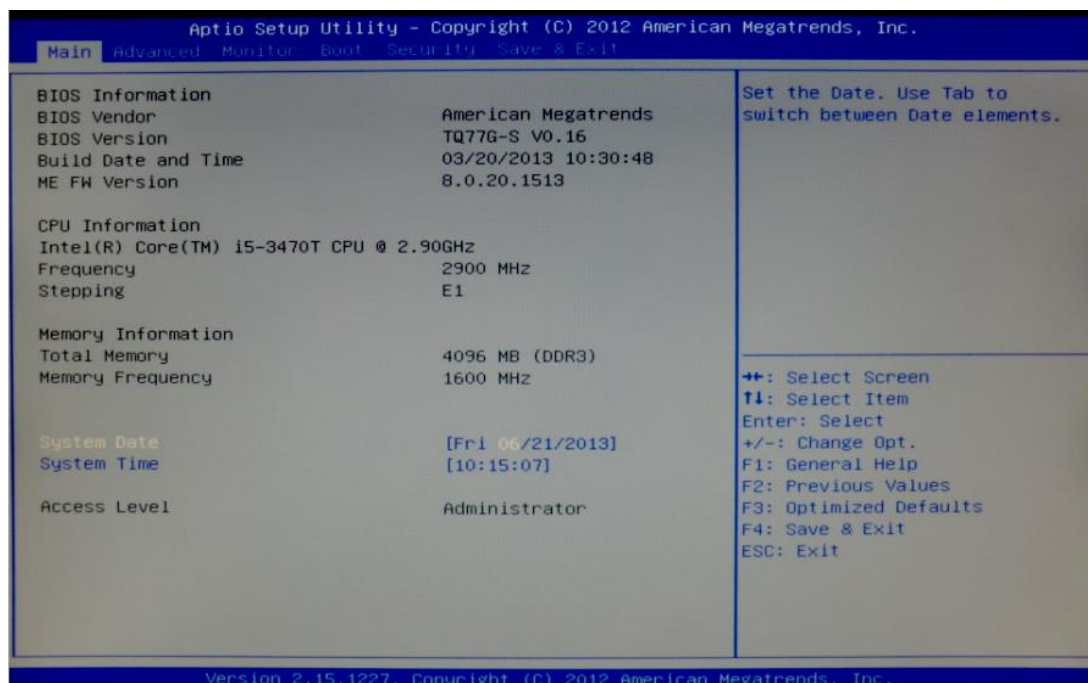 Aptio Setup Utility - Copyright (C) 2012 American Megatrends, Inc.
Main Advanced Monitor Boot Security Save & Exit
BIOS Information
BIOS Vendor American Megatrends
BIOS Version TQ77G-S V0.16
Build Date and Time 03/20/2013 10:30:48
ME FW Version 8.0.20.1513
CPU Information
Intel(R) Core(TM) i5-3470T CPU @ 2.90GHz
Frequency 2900 MHz
Stepping E1
Memory Information
Total Memory 4096 MB (DDR3)
Memory Frequency 1600 MHz
System Date [Fri 06/21/2013]
System Time [10:15:07]
Access Level Administrator
Set the Date. Use Tab to
switch between Date elements.
→←: Select Screen
↑↓: Select Item
Enter: Select
+/-: Change Opt.
F1: General Help
F2: Previous Values
F3: Optimized Defaults
F4: Save & Exit
ESC: Exit
Version 2.15.1227. Copyright (C) 2012 American Megatrends, Inc.